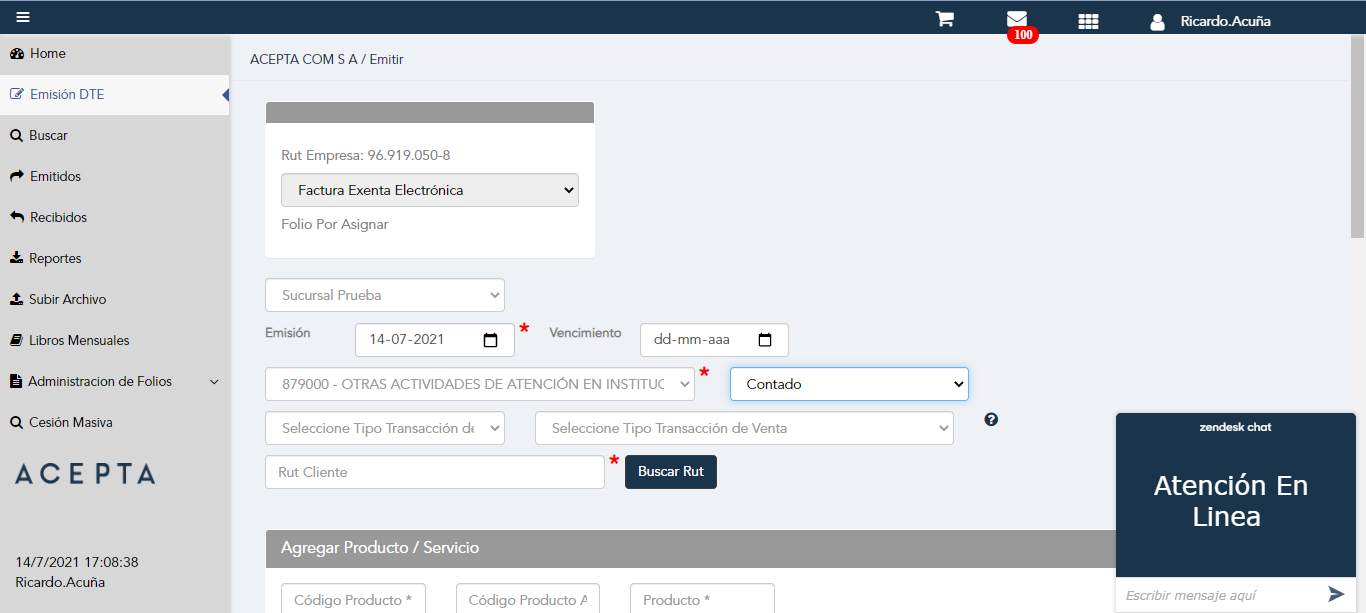 100
Ricardo.Acuña
Home
Emisión DTE
Buscar
Emitidos
Recibidos
Reportes
Subir Archivo
Libros Mensuales
Administracion de Folios
Cesión Masiva
ACEPTA
14/7/2021 17:08:38
Ricardo.Acuña
ACEPTA COM S A / Emitir
Rut Empresa: 96.919.050-8
Factura Exenta Electrónica
Folio Por Asignar
Sucursal Prueba
Emisión 14-07-2021 * Vencimiento dd-mm-aaa
879000 - OTRAS ACTIVIDADES DE ATENCIÓN EN INSTITUC * Contado
Seleccione Tipo Transacción de Seleccione Tipo Transacción de Venta ?
Rut Cliente * Buscar Rut
Agregar Producto / Servicio
Código Producto * Código Producto A Producto *
zendesk chat
Atención En
Linea
Escribir mensaje aquí